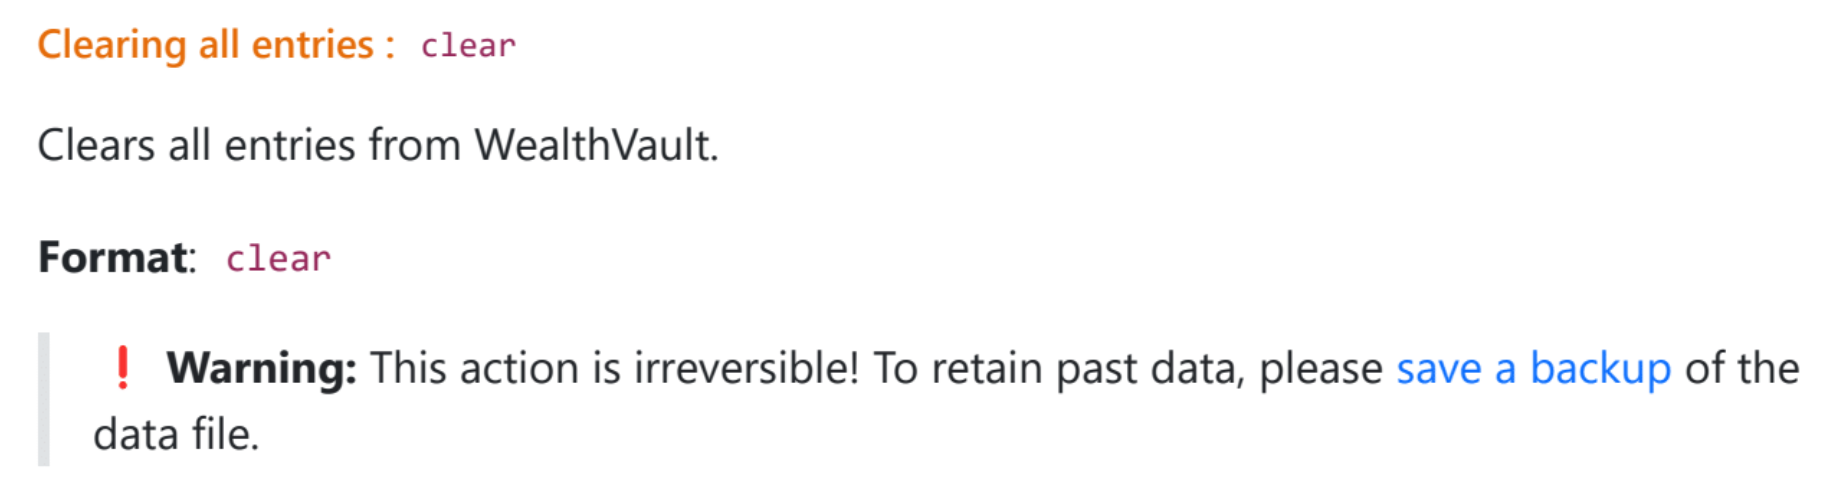 Clearing all entries : clear
Clears all entries from WealthVault.
Format: clear
❗ Warning: This action is irreversible! To retain past data, please save a backup of the
data file.